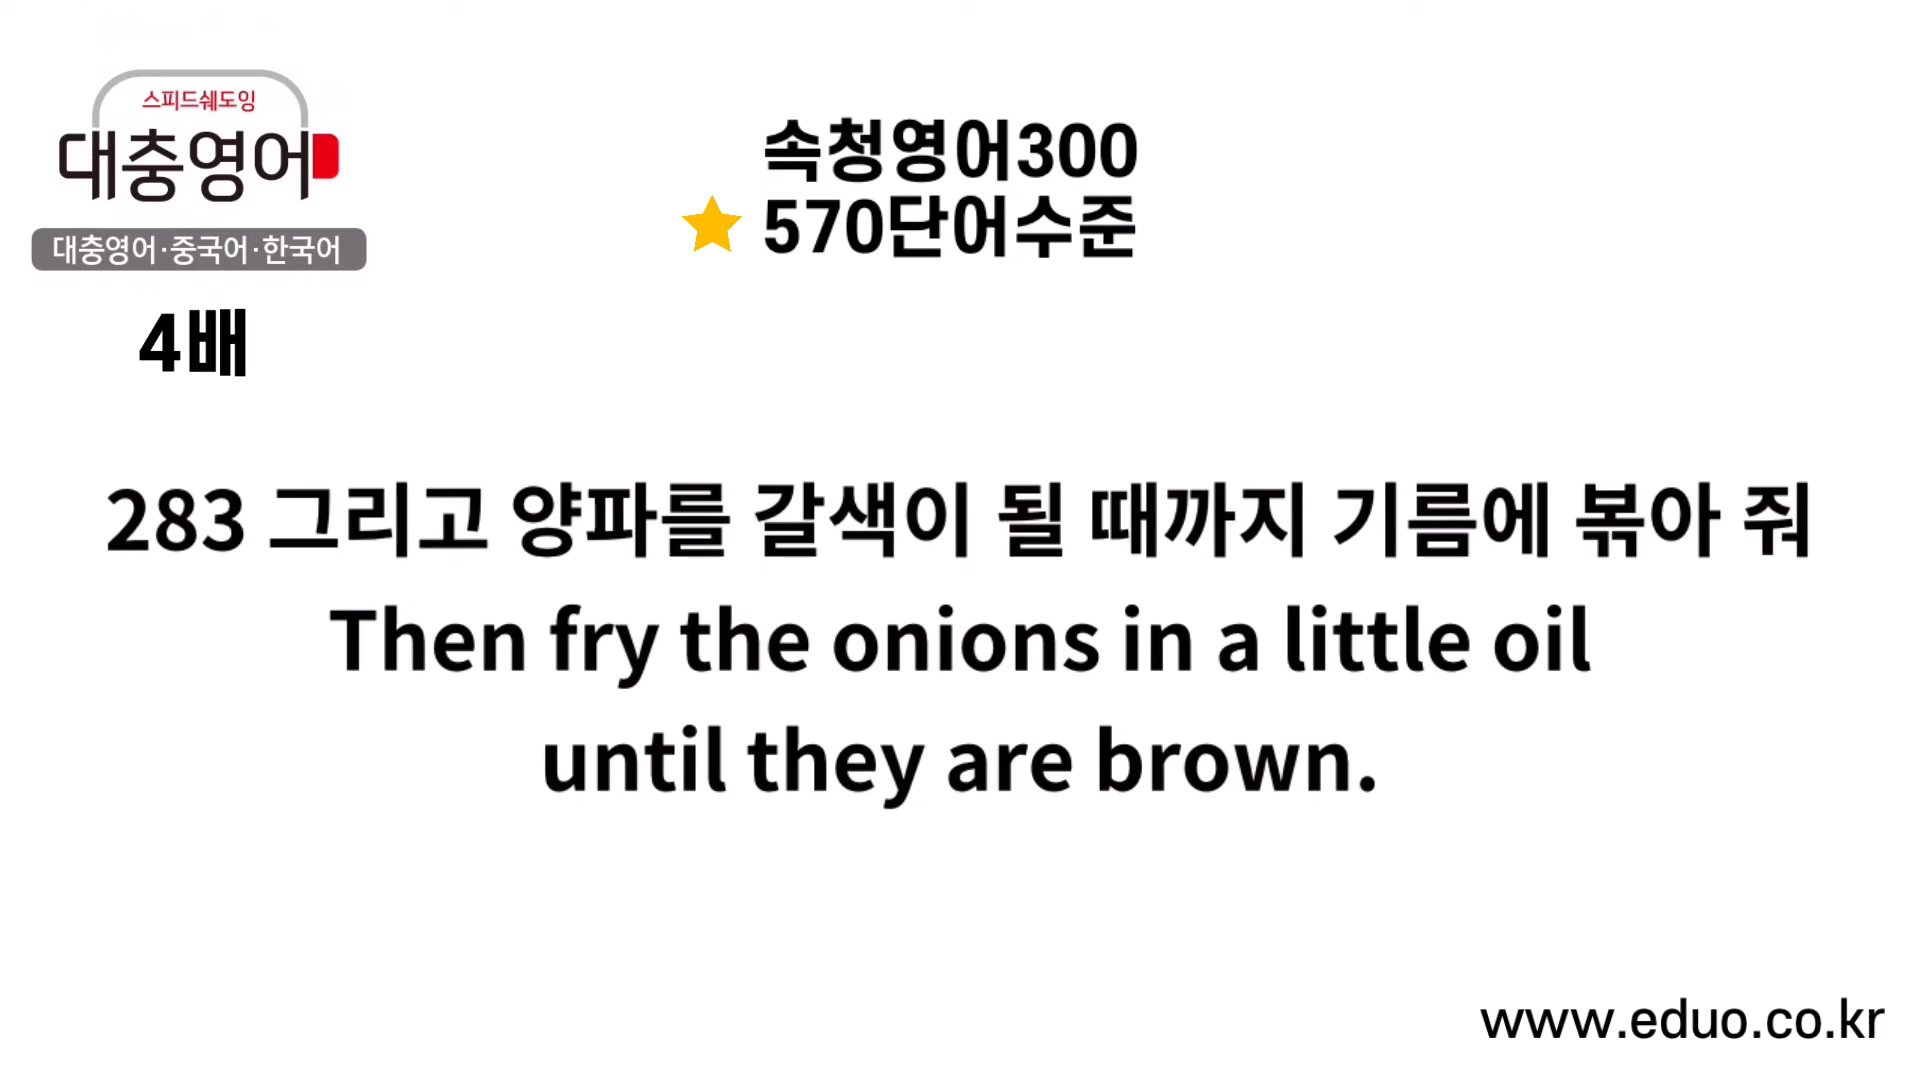 스피드쉐도잉
대충영어
대충영어·중국어·한국어
4배
속청영어300
570단어수준
283 그리고 양파를 갈색이 될 때까지 기름에 볶아 줘
Then fry the onions in a little oil
until they are brown.
www.eduo.co.kr